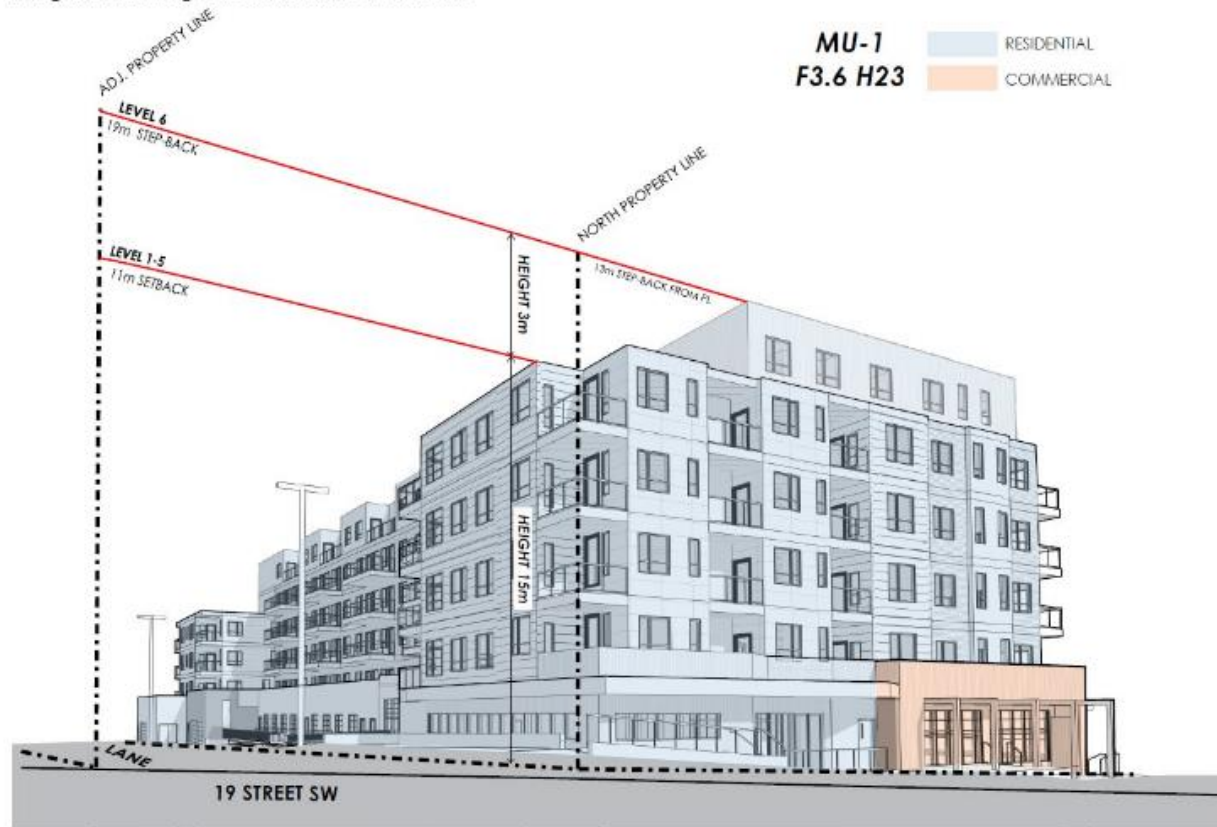 ADJ. PROPERTY LINE
MU-1
F3.6 H23
RESIDENTIAL
COMMERCIAL
LEVEL 6
19m STEP-BACK
NORTH PROPERTY LINE
LEVEL 1-5
11m SETBACK
HEIGHT 3m
13m STEP-BACK FROM PL
HEIGHT 15m
LANE
19 STREET SW